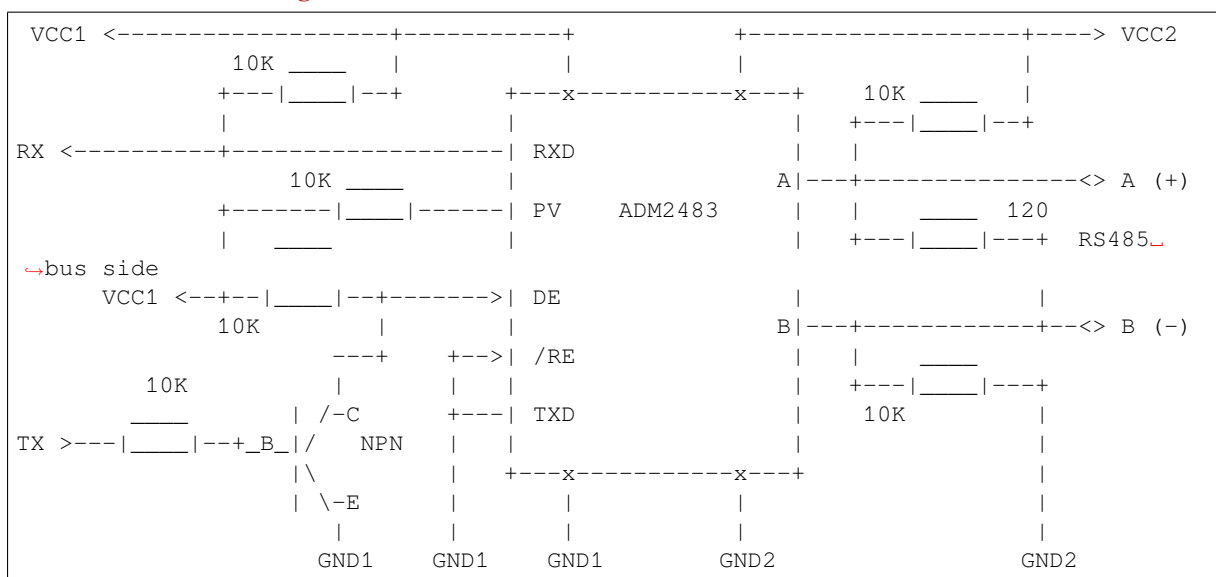 VCC1 <--------------------+------------+            +--------------------+----> VCC2
10K ____    |            |            |                    |
+---|____|--+        +---x------------x---+     10K ____   |
|                    |                    |    +---|____|--+
RX <----------+--------------------| RXD                |    |
10K ____       |                   A|---+---------------<> A (+)
+-------|____|------| PV    ADM2483      |   |    ____  120
|   ____            |                    |   +---|____|---+  RS485␣
↪bus side
VCC1 <--+--|____|--+------->| DE                 |                |
10K        |        |                   B|---+------------+--<> B (-)
---+    +-->| /RE                |   |    ____
10K          |       |   |                    |   +---|____|---+
____       | /-C       +---| TXD                |    10K         |
TX >---|____|--+_B_|/   NPN   |   |                    |                |
|\         |   +---x-----------x---+                |
| \-E       |       |           |                    |
|        |       |           |                    |
GND1    GND1    GND1        GND2                 GND2